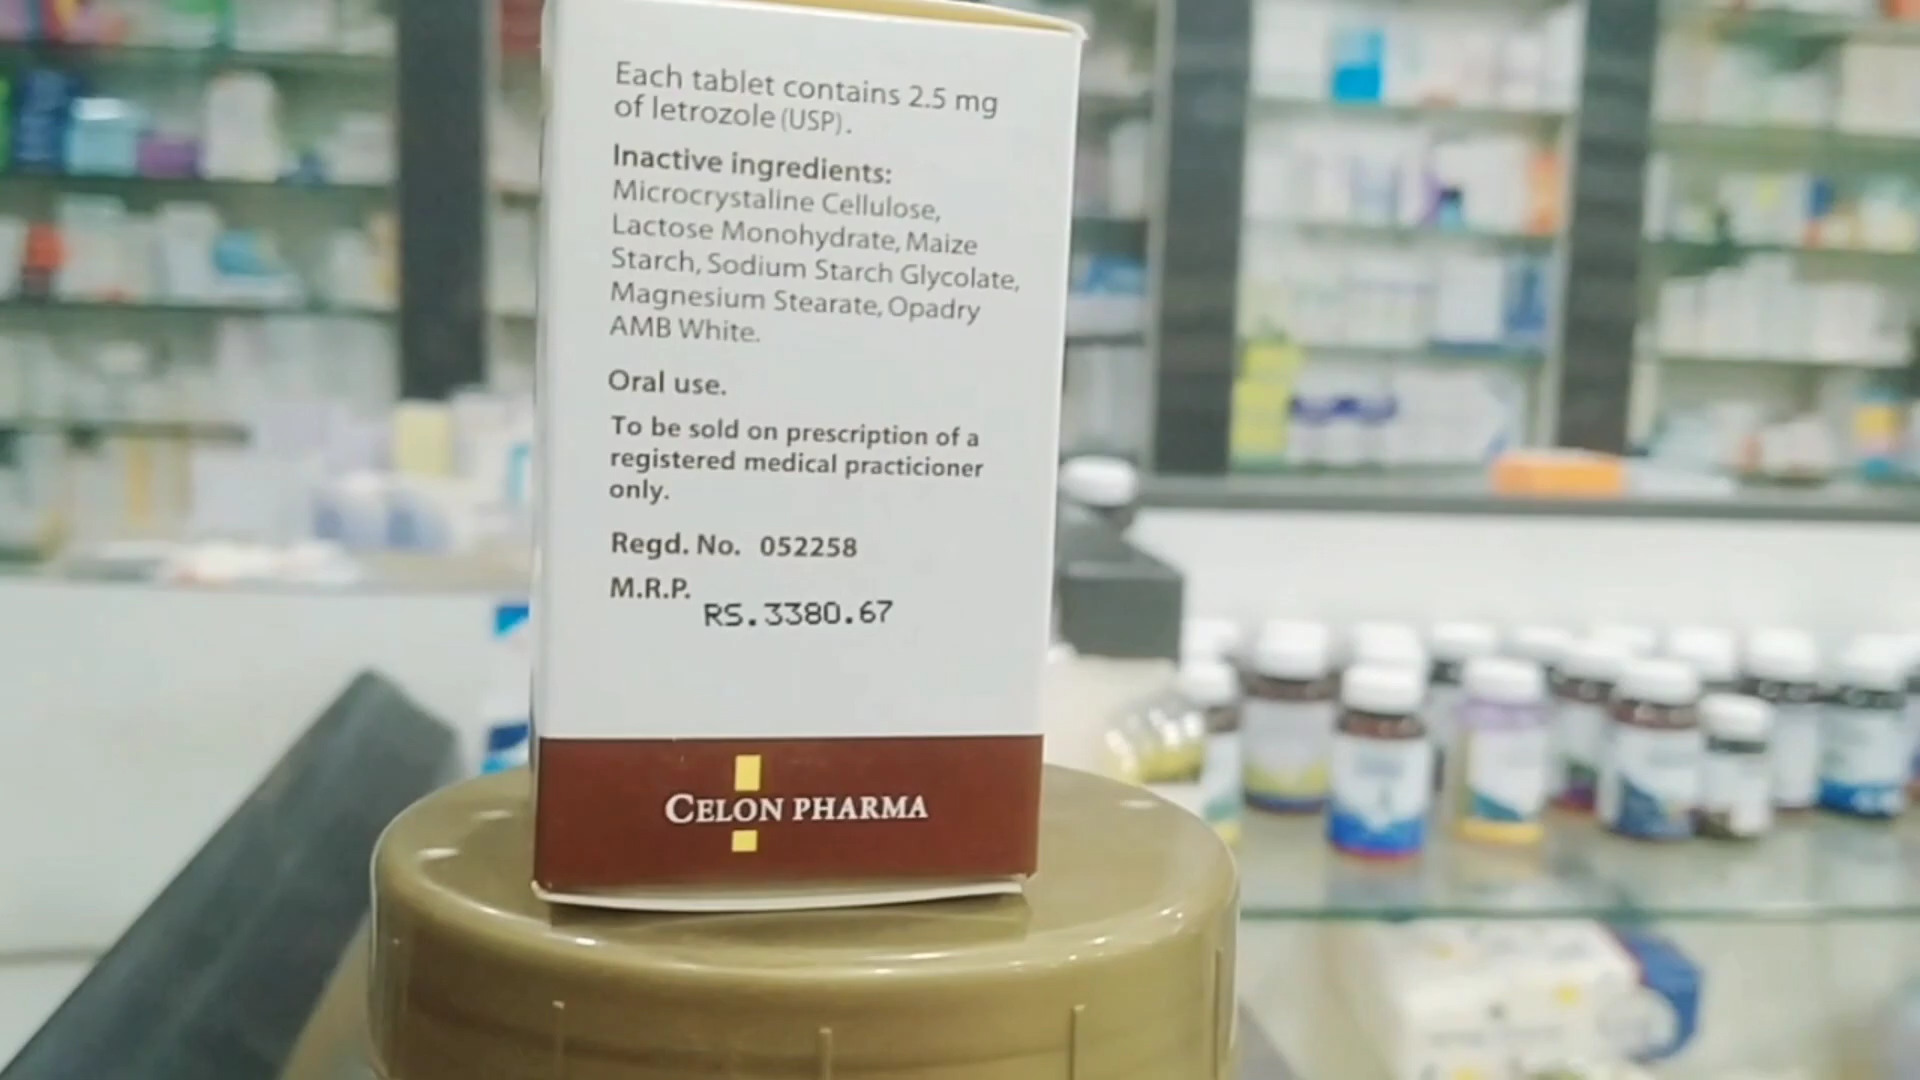 Each tablet contains 2.5 mg
of letrozole (USP).
Inactive ingredients:
Microcrystaline Cellulose,
Lactose Monohydrate, Maize
Starch, Sodium Starch Glycolate,
Magnesium Stearate, Opadry
AMB White.
Oral use.
To be sold on prescription of a
registered medical practicioner
only.
Regd. No. 052258
M.R.P.
RS.3380.67
CELON PHARMA